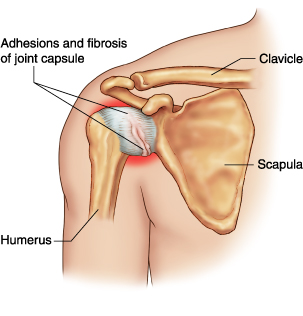 Adhesions and fibrosis
of joint capsule
Clavicle
Scapula
Humerus